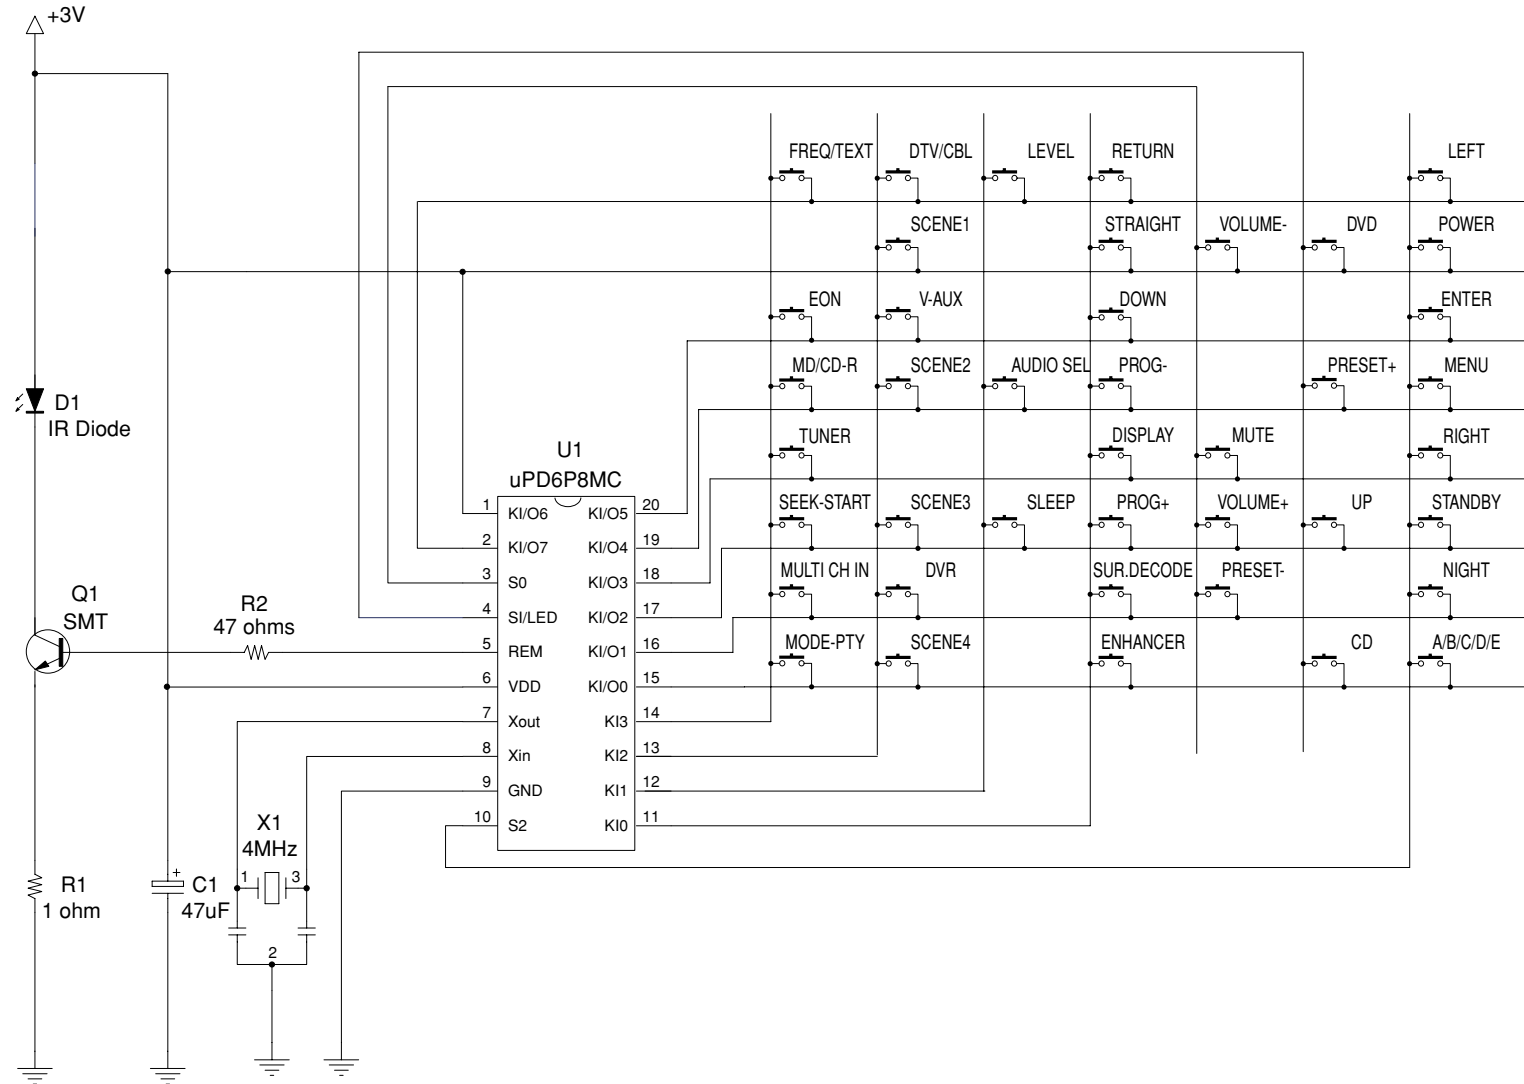 +3V
FREQ/TEXT DTV/CBL LEVEL RETURN LEFT
SCENE1 STRAIGHT VOLUME- DVD POWER
EON V-AUX DOWN ENTER
MD/CD-R SCENE2 AUDIO SEL PROG- PRESET+ MENU
TUNER DISPLAY MUTE RIGHT
SEEK-START SCENE3 SLEEP PROG+ VOLUME+ UP STANDBY
MULTI CH IN DVR SUR.DECODE PRESET- NIGHT
MODE-PTY SCENE4 ENHANCER CD A/B/C/D/E
D1
IR Diode
Q1
SMT
R2
47 ohms
U1
uPD6P8MC
1 KI/O6 KI/O5 20
2 KI/O7 KI/O4 19
3 S0 KI/O3 18
4 SI/LED KI/O2 17
5 REM KI/O1 16
6 VDD KI/O0 15
7 Xout KI3 14
8 Xin KI2 13
9 GND KI1 12
10 S2 KI0 11
X1
4MHz
1 3
2
R1
1 ohm
+
C1
47uF